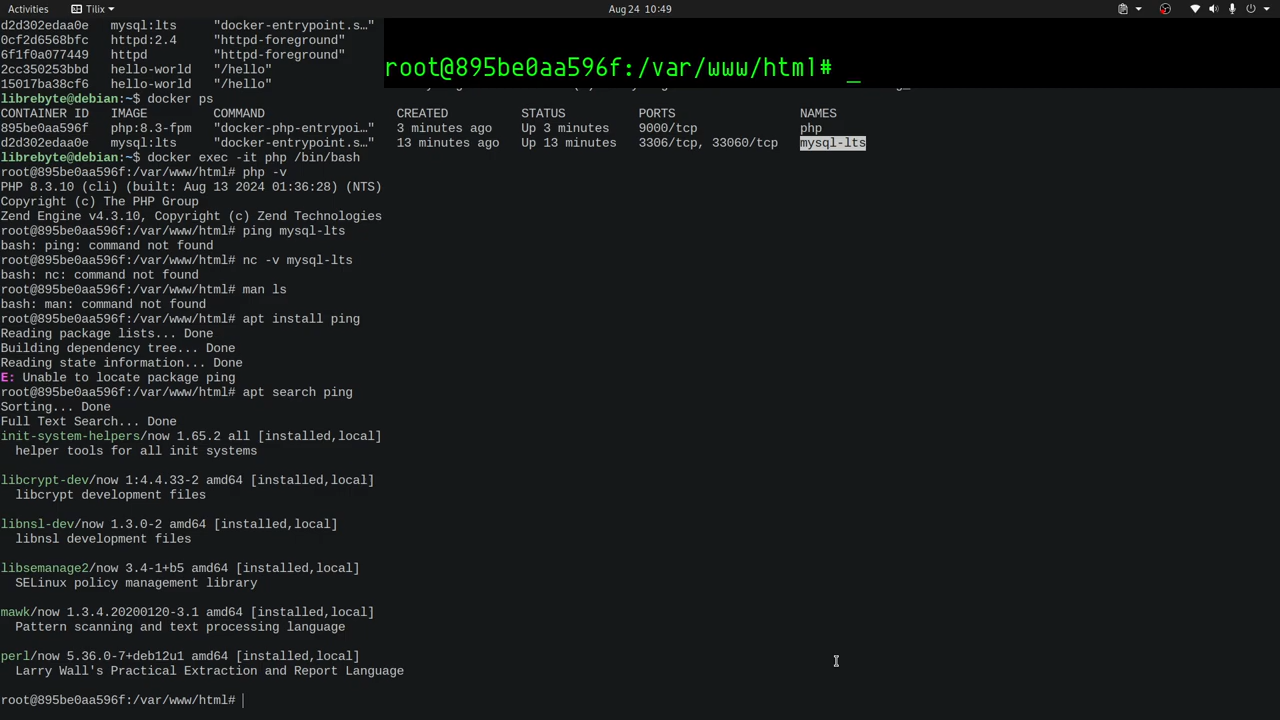 Activities Tilix Aug 24 10:49
d2d302edaa0e mysql:lts "docker-entrypoint.s…"
0cf2d6568bfc httpd:2.4 "httpd-foreground"
6f1f0a077449 httpd "httpd-foreground"
2cc350253bbd hello-world "/hello"
15017ba38cf6 hello-world "/hello"
root@895be0aa596f:/var/www/html# _
librebyte@debian:~$ docker ps
CONTAINER ID IMAGE COMMAND CREATED STATUS PORTS NAMES
895be0aa596f php:8.3-fpm "docker-php-entrypoi…" 3 minutes ago Up 3 minutes 9000/tcp php
d2d302edaa0e mysql:lts "docker-entrypoint.s…" 13 minutes ago Up 13 minutes 3306/tcp, 33060/tcp mysql-lts
librebyte@debian:~$ docker exec -it php /bin/bash
root@895be0aa596f:/var/www/html# php -v
PHP 8.3.10 (cli) (built: Aug 13 2024 01:36:28) (NTS)
Copyright (c) The PHP Group
Zend Engine v4.3.10, Copyright (c) Zend Technologies
root@895be0aa596f:/var/www/html# ping mysql-lts
bash: ping: command not found
root@895be0aa596f:/var/www/html# nc -v mysql-lts
bash: nc: command not found
root@895be0aa596f:/var/www/html# man ls
bash: man: command not found
root@895be0aa596f:/var/www/html# apt install ping
Reading package lists... Done
Building dependency tree... Done
Reading state information... Done
E: Unable to locate package ping
root@895be0aa596f:/var/www/html# apt search ping
Sorting... Done
Full Text Search... Done
init-system-helpers/now 1.65.2 all [installed,local]
helper tools for all init systems
libcrypt-dev/now 1:4.4.33-2 amd64 [installed,local]
libcrypt development files
libnsl-dev/now 1.3.0-2 amd64 [installed,local]
libnsl development files
libsemanage2/now 3.4-1+b5 amd64 [installed,local]
SELinux policy management library
mawk/now 1.3.4.20200120-3.1 amd64 [installed,local]
Pattern scanning and text processing language
perl/now 5.36.0-7+deb12u1 amd64 [installed,local]
Larry Wall's Practical Extraction and Report Language
root@895be0aa596f:/var/www/html#